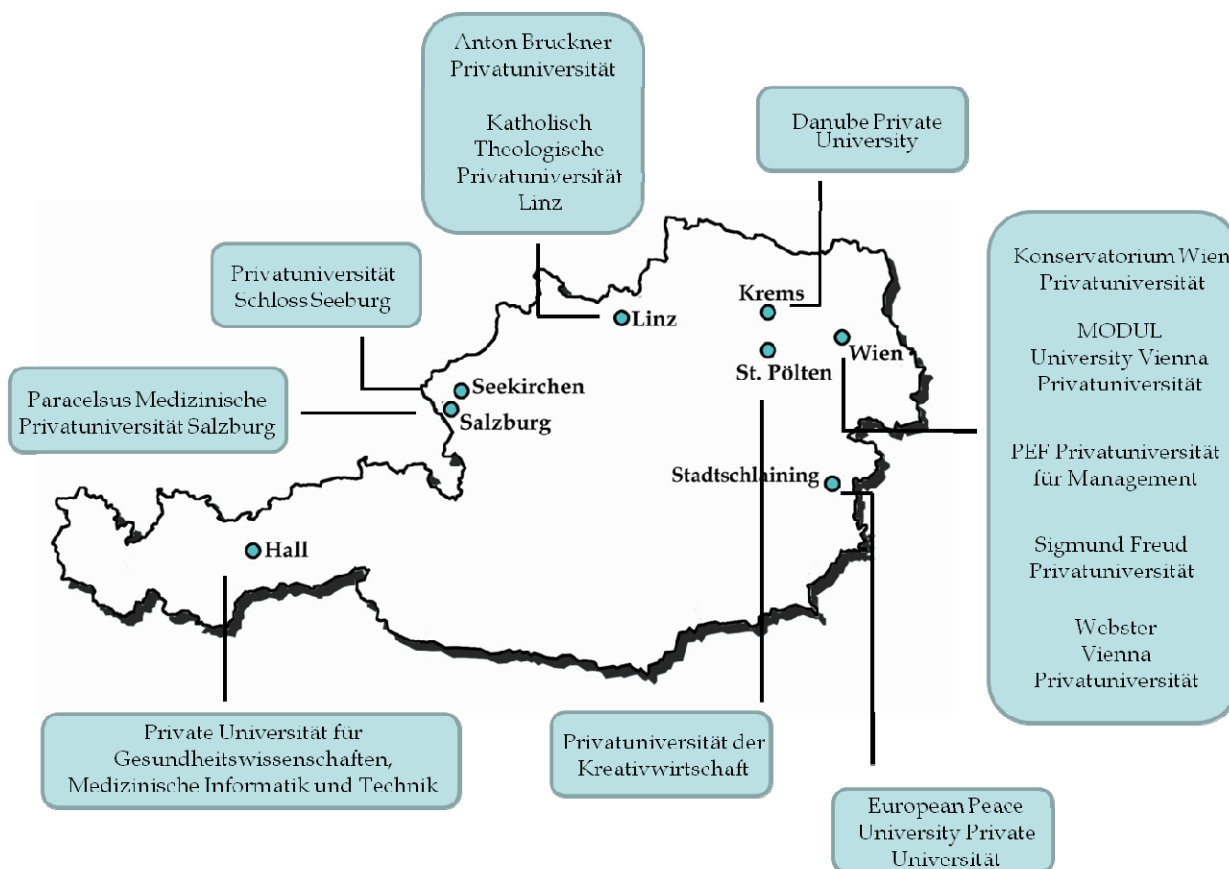 Anton Bruckner
Privatuniversität
Katholisch
Theologische
Privatuniversität
Linz
Danube Private
University
Privatuniversität
Schloss Seeburg
Paracelsus Medizinische
Privatuniversität Salzburg
Konservatorium Wien
Privatuniversität
MODUL
University Vienna
Privatuniversität
PEF Privatuniversität
für Management
Sigmund Freud
Privatuniversität
Webster
Vienna
Privatuniversität
Krems
Linz
Wien
St. Pölten
Seekirchen
Salzburg
Stadtschlaining
Hall
Private Universität für
Gesundheitswissenschaften,
Medizinische Informatik und Technik
Privatuniversität der
Kreativwirtschaft
European Peace
University Private
Universität